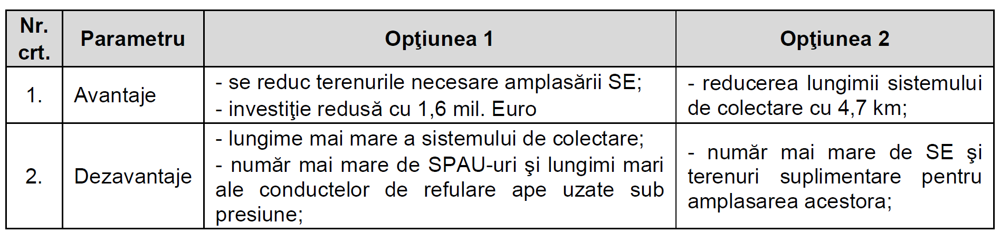 Nr.
crt.
Parametru
Opţiunea 1
Opţiunea 2
1.
Avantaje
- se reduc terenurile necesare amplasării SE;
- investiţie redusă cu 1,6 mil. Euro
- reducerea lungimii sistemului
de colectare cu 4,7 km;
2.
Dezavantaje
- lungime mai mare a sistemului de colectare;
- număr mai mare de SPAU-uri şi lungimi mari
ale conductelor de refulare ape uzate sub
presiune;
- număr mai mare de SE şi
terenuri suplimentare pentru
amplasarea acestora;